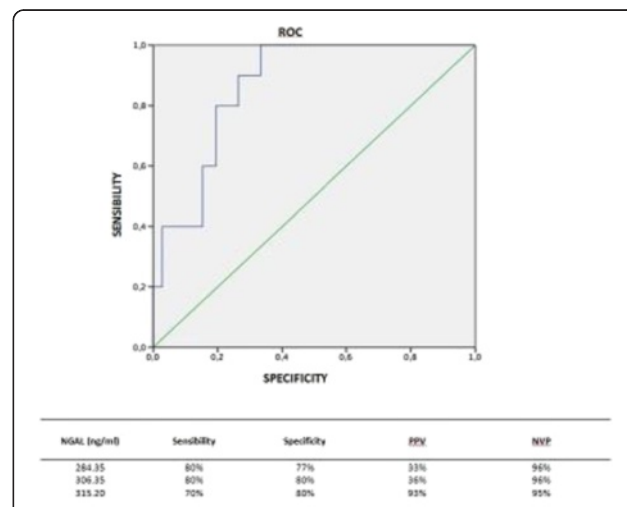 ROC
1,0
0,8
0,6
0,4
0,2
0,0
SENSIBILITY
0,0 0,2 0,4 0,6 0,8 1,0
SPECIFICITY
NGAL (ng/ml) Sensibility Specificity PPV NVP
284.35 80% 77% 33% 96%
306.35 80% 80% 36% 96%
315.20 70% 80% 93% 95%